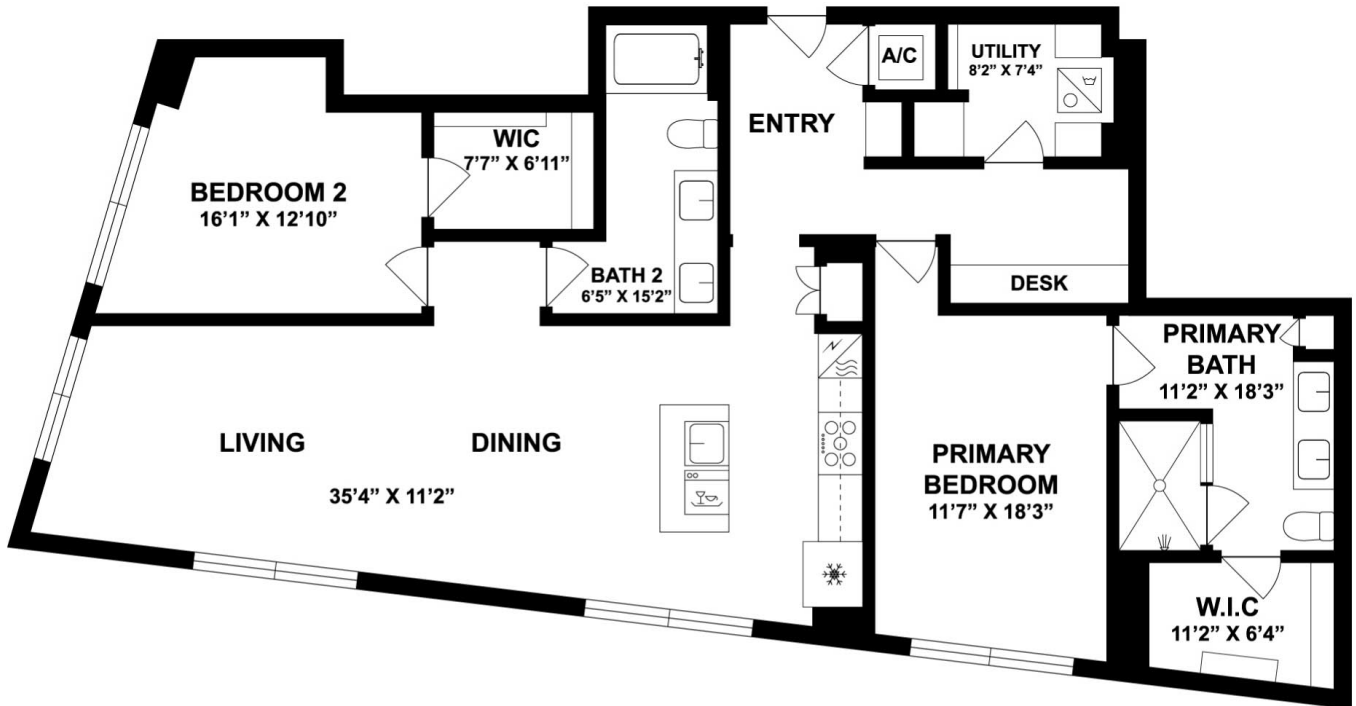 A/C
UTILITY
8'2" X 7'4"
ENTRY
WIC
7'7" X 6'11"
BEDROOM 2
16'1" X 12'10"
BATH 2
6'5" X 15'2"
DESK
PRIMARY
BATH
11'2" X 18'3"
LIVING
DINING
35'4" X 11'2"
PRIMARY
BEDROOM
11'7" X 18'3"
W.I.C
11'2" X 6'4"